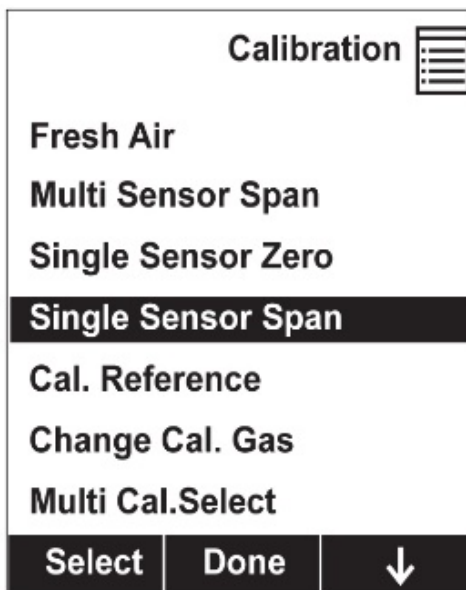 Calibration
Fresh Air
Multi Sensor Span
Single Sensor Zero
Single Sensor Span
Cal. Reference
Change Cal. Gas
Multi Cal.Select
Select Done ↓